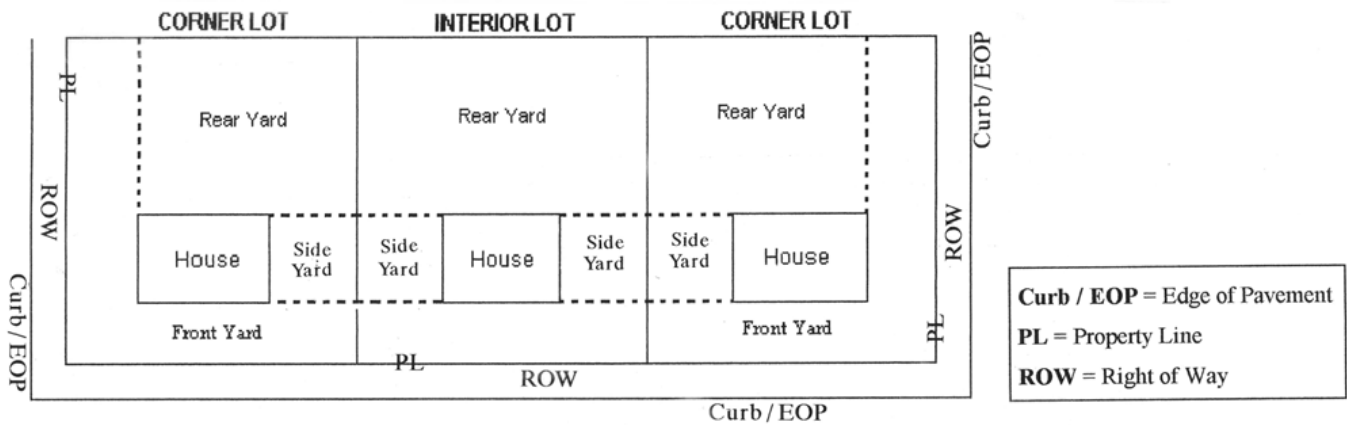 CORNER LOT
INTERIOR LOT
CORNER LOT
PL
Curb / EOP
Rear Yard
Rear Yard
Rear Yard
ROW
House
Side
Yard
Side
Yard
House
Side
Yard
Side
Yard
House
ROW
Curb / EOP
Front Yard
Front Yard
PL
PL
ROW
Curb / EOP
Curb / EOP = Edge of Pavement
PL = Property Line
ROW = Right of Way